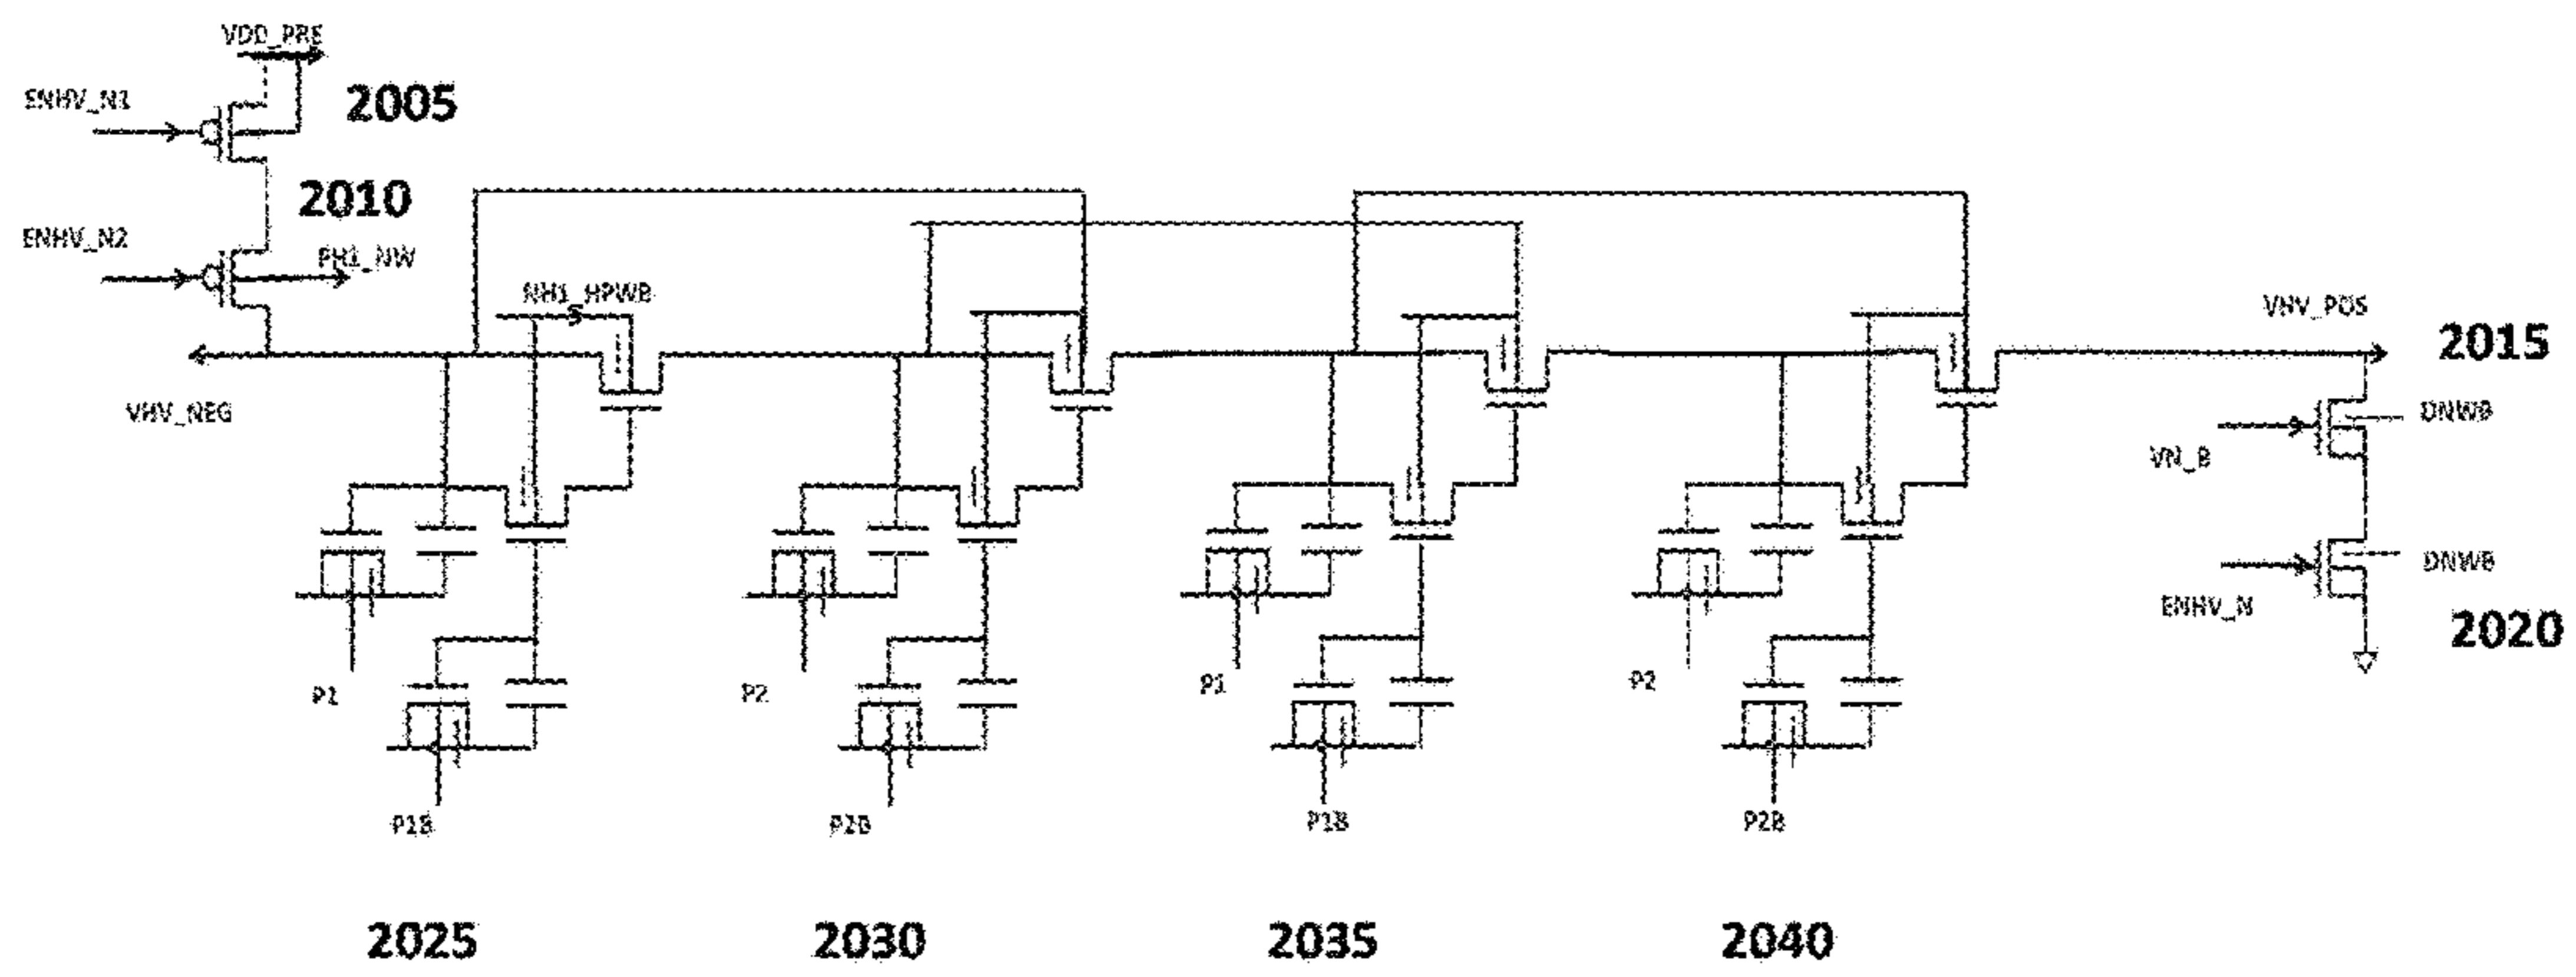 VDD_PRE
ENHV_N1
2005
2010
ENHV_N2
PH1_NW
NH1_HPWB
VHV_POS
2015
VHV_NEG
DNWB
VN_B
DNWB
ENHV_N
2020
P1
P2
P1
P2
P1B
P2B
P1B
P2B
2025
2030
2035
2040